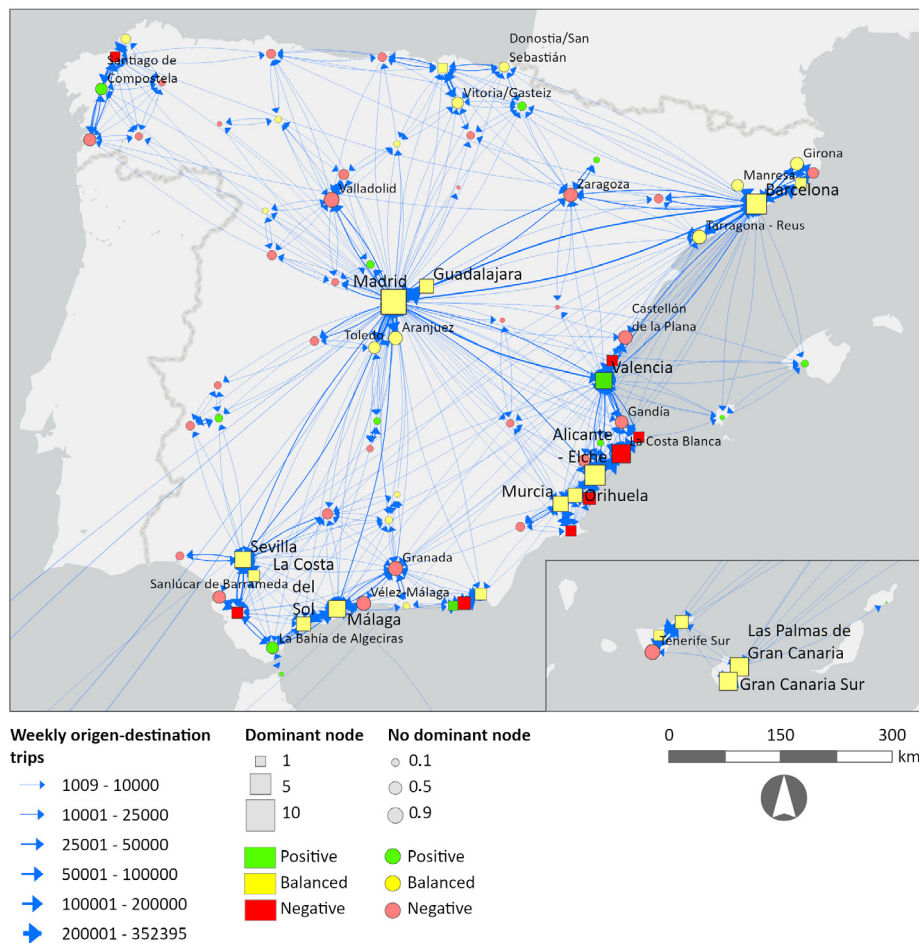 Donostia/San
Sebastián
Santiago de
Compostela
Vitoria/Gasteiz
Girona
Manresa
Barcelona
Zaragoza
Valladolid
Tarragona - Reus
Guadalajara
Madrid
Castellón
de la Plana
Aranjuez
Toledo
Valencia
Gandía
Alicante
- Elche
La Costa Blanca
Murcia
Orihuela
Sevilla
La Costa
del
Sol
Granada
Sanlúcar de Barrameda
Vélez-Málaga
Málaga
La Bahía de Algeciras
Tenerife Sur
Las Palmas de
Gran Canaria
Gran Canaria Sur
Weekly origen-destination
trips
1009 - 10000
10001 - 25000
25001 - 50000
50001 - 100000
100001 - 200000
200001 - 352395
Dominant node
1
5
10
Positive
Balanced
Negative
No dominant node
0.1
0.5
0.9
Positive
Balanced
Negative
0 150 300
km